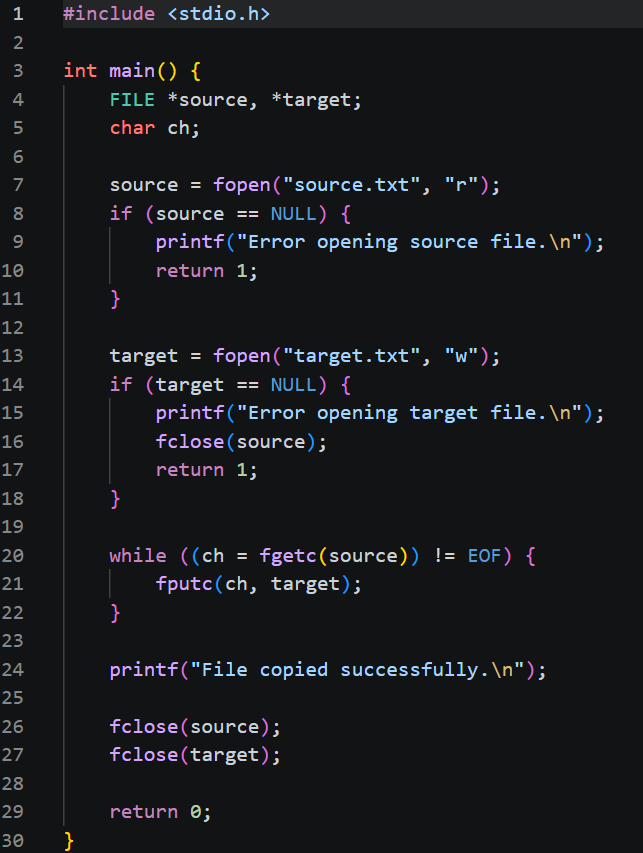 1 #include <stdio.h>
2
3 int main() {
4     FILE *source, *target;
5     char ch;
6
7     source = fopen("source.txt", "r");
8     if (source == NULL) {
9         printf("Error opening source file.\n");
10         return 1;
11     }
12
13     target = fopen("target.txt", "w");
14     if (target == NULL) {
15         printf("Error opening target file.\n");
16         fclose(source);
17         return 1;
18     }
19
20     while ((ch = fgetc(source)) != EOF) {
21         fputc(ch, target);
22     }
23
24     printf("File copied successfully.\n");
25
26     fclose(source);
27     fclose(target);
28
29     return 0;
30 }